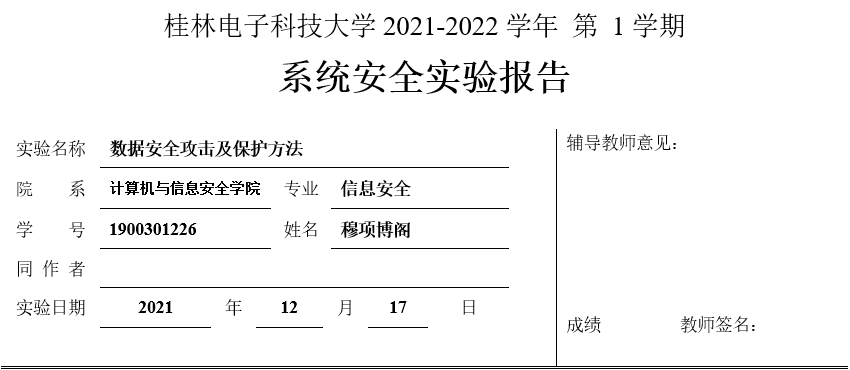 桂林电子科技大学 2021-2022 学年 第 1 学期
系统安全实验报告
实验名称 数据安全攻击及保护方法
院 系 计算机与信息安全学院 专业 信息安全
学 号 1900301226 姓名 穆项博阁
同 作 者
实验日期 2021 年 12 月 17 日
辅导教师意见：
成绩 教师签名：